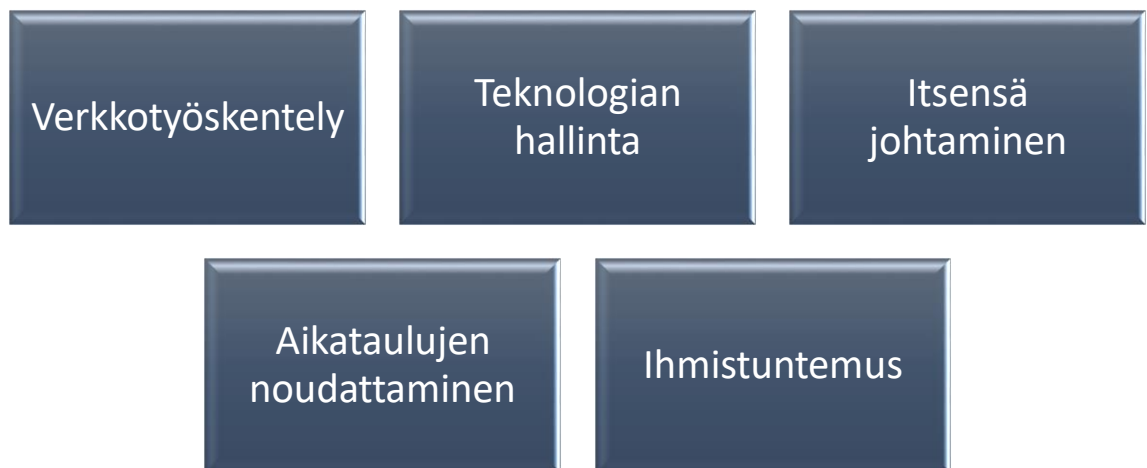 Verkkotyöskentely
Teknologian
hallinta
Itsensä
johtaminen
Aikataulujen
noudattaminen
Ihmistuntemus